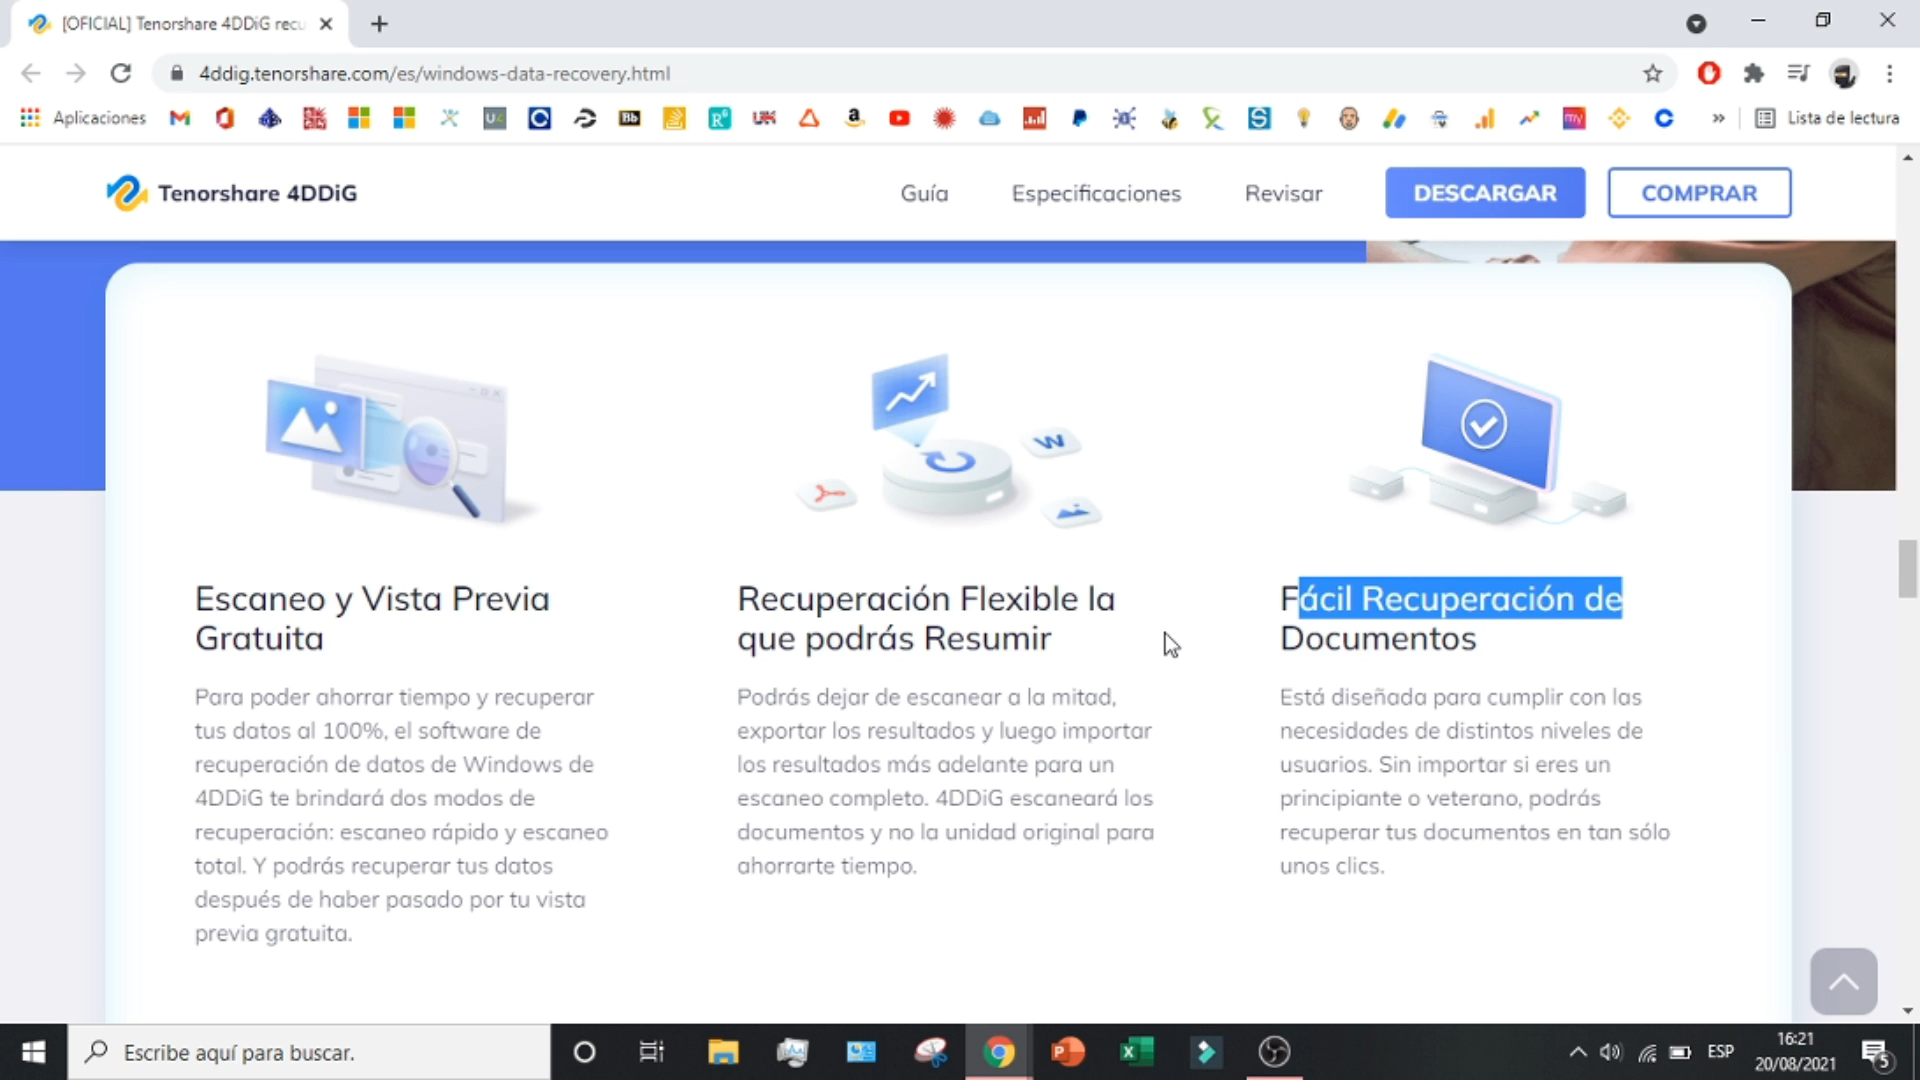 [OFICIAL] Tenorshare 4DDiG recu
4ddig.tenorshare.com/es/windows-data-recovery.html
Aplicaciones
UC
Bb
R
my
»
Lista de lectura
Tenorshare 4DDiG
Guía
Especificaciones
Revisar
DESCARGAR
COMPRAR
W
Escaneo y Vista Previa
Gratuita
Para poder ahorrar tiempo y recuperar
tus datos al 100%, el software de
recuperación de datos de Windows de
4DDiG te brindará dos modos de
recuperación: escaneo rápido y escaneo
total. Y podrás recuperar tus datos
después de haber pasado por tu vista
previa gratuita.
Recuperación Flexible la
que podrás Resumir
Podrás dejar de escanear a la mitad,
exportar los resultados y luego importar
los resultados más adelante para un
escaneo completo. 4DDiG escaneará los
documentos y no la unidad original para
ahorrarte tiempo.
Fácil Recuperación de
Documentos
Está diseñada para cumplir con las
necesidades de distintos niveles de
usuarios. Sin importar si eres un
principiante o veterano, podrás
recuperar tus documentos en tan sólo
unos clics.
Escribe aquí para buscar.
ESP
16:21
20/08/2021
5